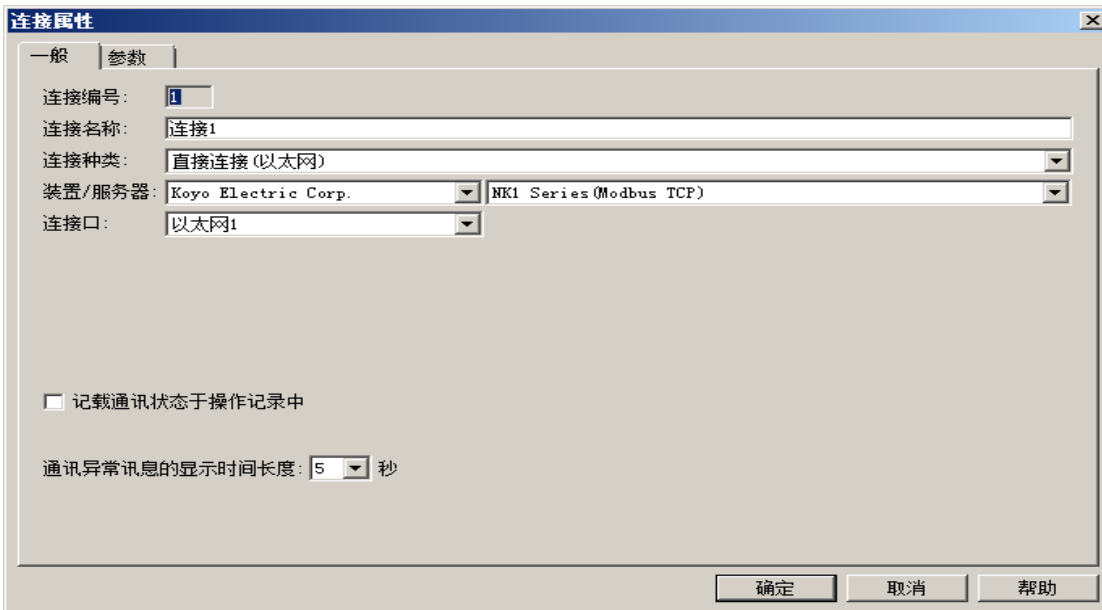 连接属性
一般 参数
连接编号: 1
连接名称: 连接1
连接种类: 直接连接(以太网)
装置/服务器: Koyo Electric Corp. NK1 Series(Modbus TCP)
连接口: 以太网1
记载通讯状态于操作记录中
通讯异常讯息的显示时间长度: 5 秒
确定 取消 帮助